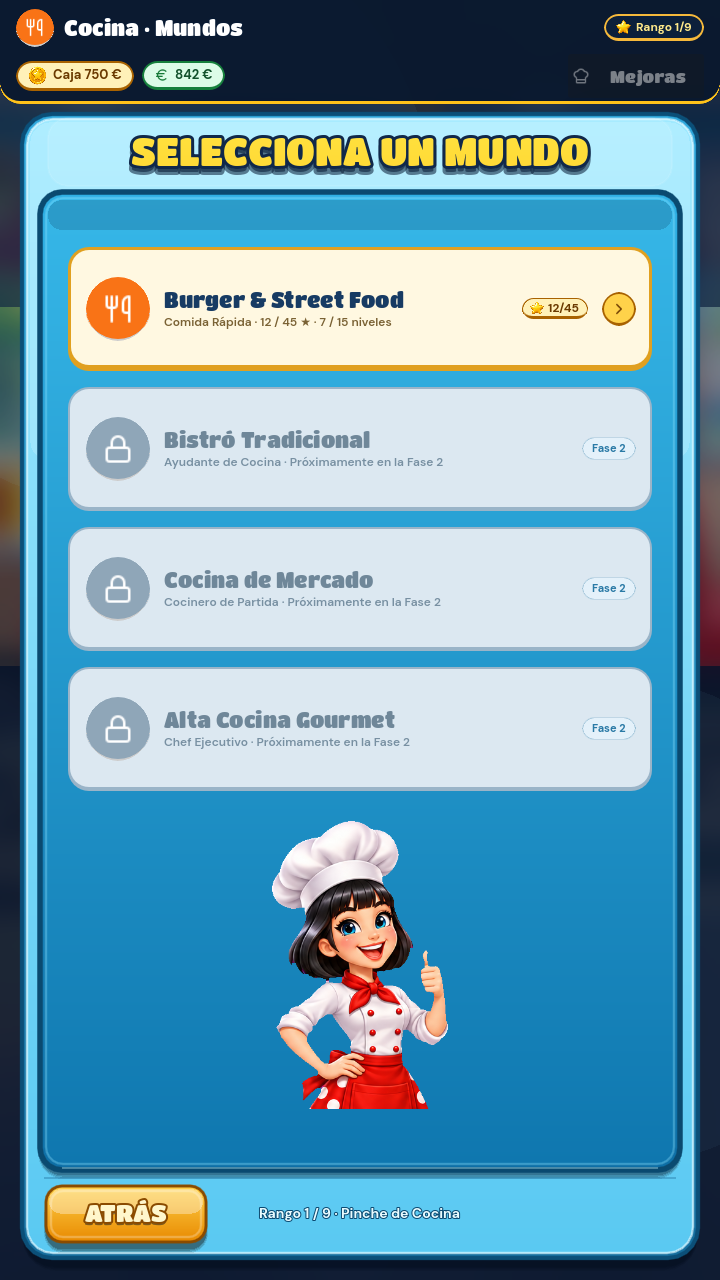 Cocina · Mundos
Rango 1/9
Caja 750 €
€ 842 €
Mejoras
SELECCIONA UN MUNDO
Burger & Street Food
Comida Rápida · 12 / 45 ★ · 7 / 15 niveles
12/45
Bistró Tradicional
Ayudante de Cocina · Próximamente en la Fase 2
Fase 2
Cocina de Mercado
Cocinero de Partida · Próximamente en la Fase 2
Fase 2
Alta Cocina Gourmet
Chef Ejecutivo · Próximamente en la Fase 2
Fase 2
ATRÁS
Rango 1 / 9 · Pinche de Cocina